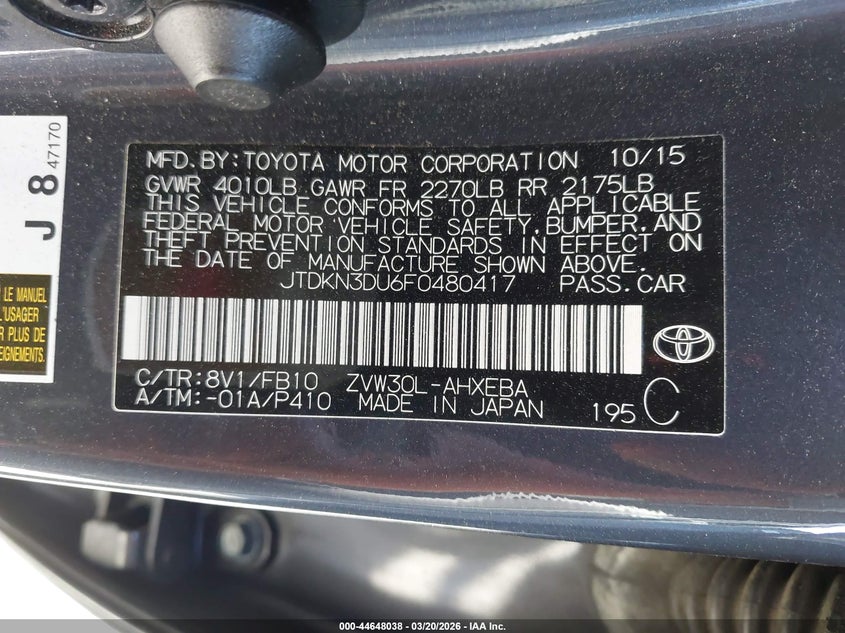 MFD.BY:TOYOTA MOTOR CORPORATION 10/15
GVWR 4010LB GAWR FR 2270LB RR 2175LB
THIS VEHICLE CONFORMS TO ALL APPLICABLE
FEDERAL MOTOR VEHICLE SAFETY,BUMPER,AND
THEFT PREVENTION STANDARDS IN EFFECT ON
THE DATE OF MANUFACTURE SHOWN ABOVE.
JTDKN3DU6F0480417 PASS.CAR
C/TR:8V1/FB10 ZVW30L-AHXEBA
A/TM:-01A/P410 MADE IN JAPAN 195 C
J 8 47170
LE MANUEL
L'USAGER
R PLUS DE
EIGNEMENTS.
000-44648038 - 03/20/2026 - IAA Inc.